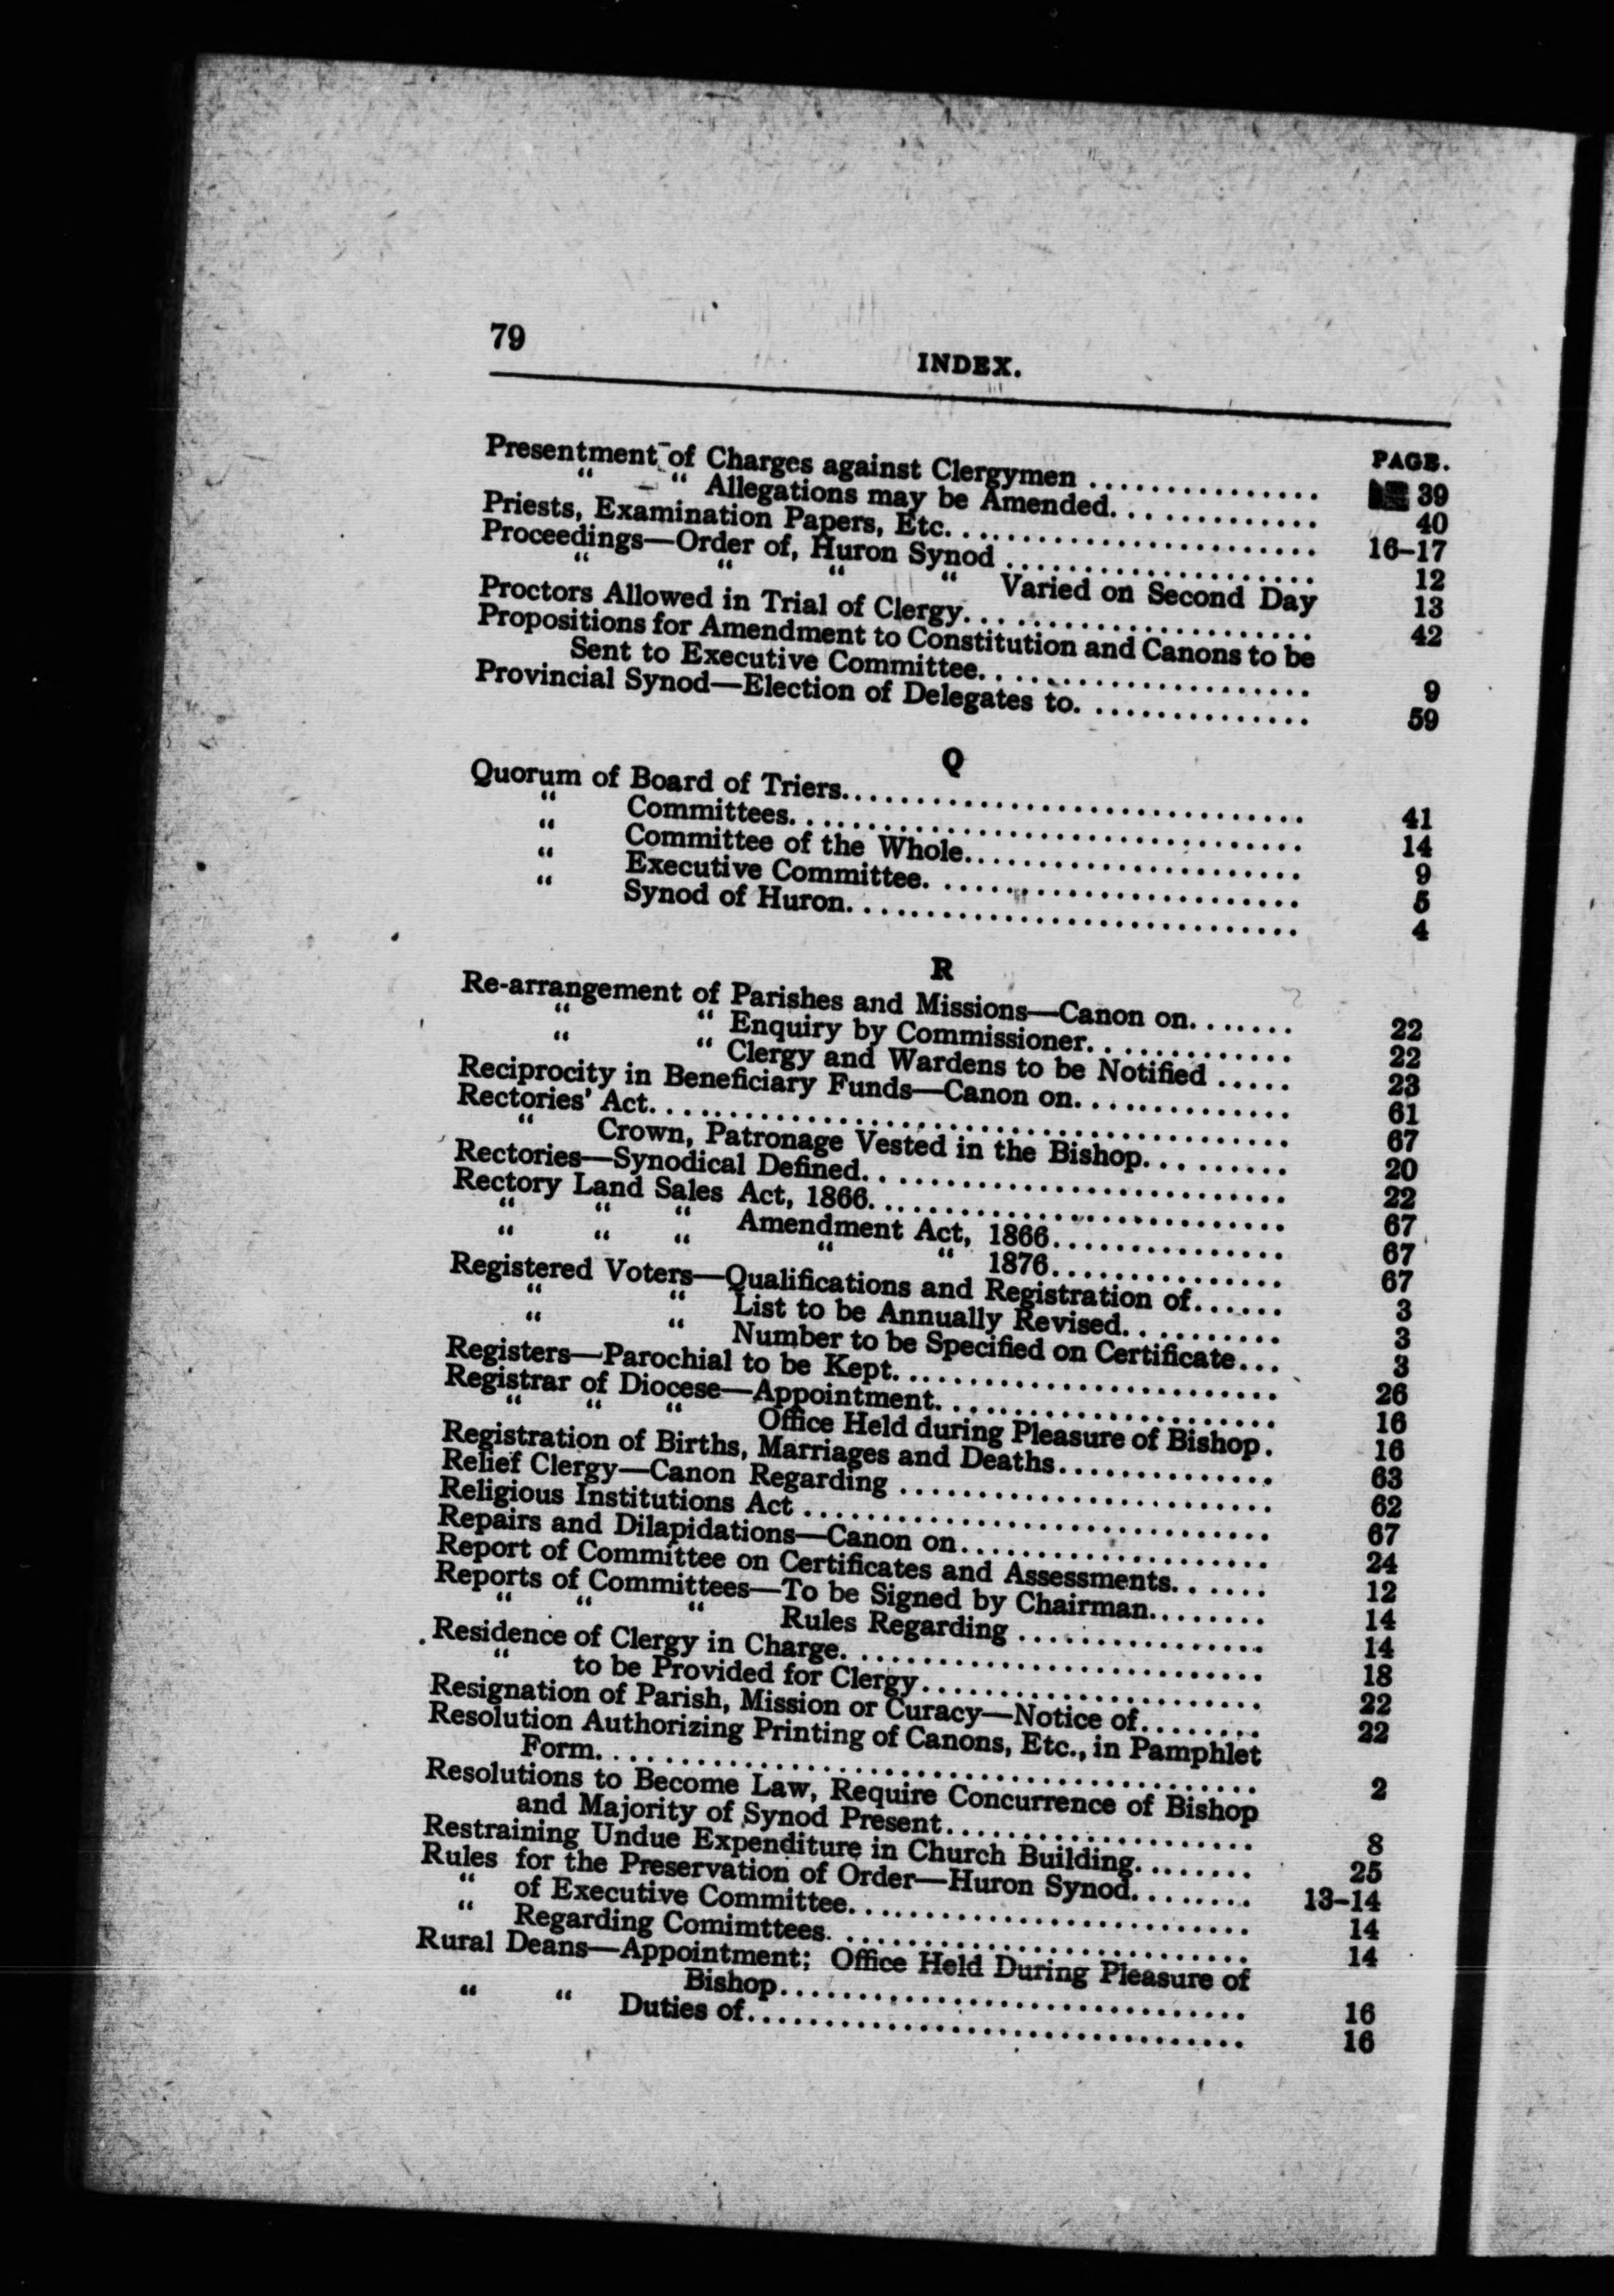 79
INDEX.
PAGE.
Presentment of Charges against Clergymen ............... 39
“ “ Allegations may be Amended.............. 40
Priests, Examination Papers, Etc........................ 16-17
Proceedings—Order of, Huron Synod .................... 12
“ “ “ “ Varied on Second Day 13
Proctors Allowed in Trial of Clergy...................... 42
Propositions for Amendment to Constitution and Canons to be
Sent to Executive Committee..................... 9
Provincial Synod—Election of Delegates to............... 59
Q
Quorum of Board of Triers.............................. 41
“ Committees................................. 14
“ Committee of the Whole...................... 9
“ Executive Committee........................ 5
“ Synod of Huron............................. 4
R
Re-arrangement of Parishes and Missions—Canon on....... 22
“ “ Enquiry by Commissioner............. 22
“ “ Clergy and Wardens to be Notified ..... 23
Reciprocity in Beneficiary Funds—Canon on.............. 61
Rectories' Act......................................... 67
“ Crown, Patronage Vested in the Bishop......... 20
Rectories—Synodical Defined........................... 22
Rectory Land Sales Act, 1866........................... 67
“ “ “ Amendment Act, 1866............... 67
“ “ “ “ “ 1876............... 67
Registered Voters—Qualifications and Registration of...... 3
“ “ List to be Annually Revised.......... 3
“ “ Number to be Specified on Certificate... 3
Registers—Parochial to be Kept......................... 26
Registrar of Diocese—Appointment...................... 16
“ “ “ Office Held during Pleasure of Bishop. 16
Registration of Births, Marriages and Deaths.............. 63
Relief Clergy—Canon Regarding ........................ 62
Religious Institutions Act .............................. 67
Repairs and Dilapidations—Canon on.................... 24
Report of Committee on Certificates and Assessments...... 12
Reports of Committees—To be Signed by Chairman........ 14
“ “ “ Rules Regarding ................ 14
Residence of Clergy in Charge........................... 18
“ to be Provided for Clergy...................... 22
Resignation of Parish, Mission or Curacy—Notice of........ 22
Resolution Authorizing Printing of Canons, Etc., in Pamphlet
Form.......................................... 2
Resolutions to Become Law, Require Concurrence of Bishop
and Majority of Synod Present.................... 8
Restraining Undue Expenditure in Church Building........ 25
Rules for the Preservation of Order—Huron Synod........ 13-14
“ of Executive Committee.......................... 14
“ Regarding Comimttees........................... 14
Rural Deans—Appointment; Office Held During Pleasure of
Bishop.............................. 16
“ “ Duties of................................ 16